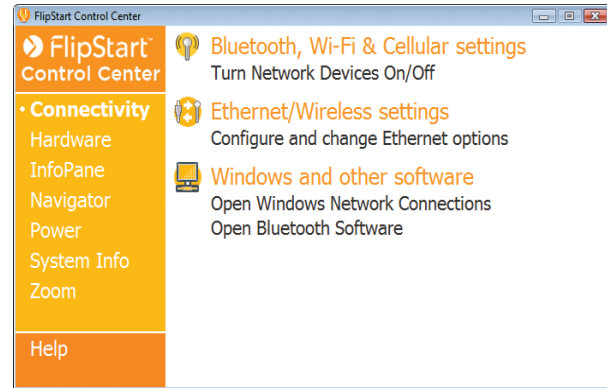 FlipStart Control Center
FlipStart™
Control Center
• Connectivity
Hardware
InfoPane
Navigator
Power
System Info
Zoom
Help
Bluetooth, Wi-Fi & Cellular settings
Turn Network Devices On/Off
Ethernet/Wireless settings
Configure and change Ethernet options
Windows and other software
Open Windows Network Connections
Open Bluetooth Software